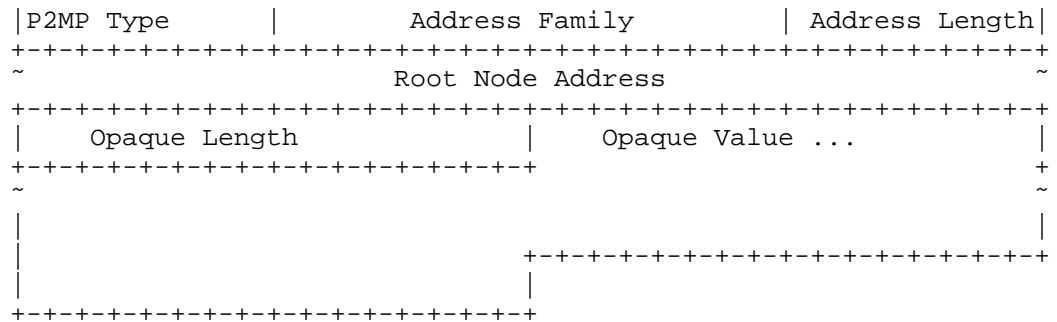 |P2MP Type      |        Address Family         | Address Length|
+-+-+-+-+-+-+-+-+-+-+-+-+-+-+-+-+-+-+-+-+-+-+-+-+-+-+-+-+-+-+-+-+
~                       Root Node Address                       ~
+-+-+-+-+-+-+-+-+-+-+-+-+-+-+-+-+-+-+-+-+-+-+-+-+-+-+-+-+-+-+-+-+
|    Opaque Length              |    Opaque Value ...           |
+-+-+-+-+-+-+-+-+-+-+-+-+-+-+-+-+                               +
~                                                               ~
|                                                               |
|                               +-+-+-+-+-+-+-+-+-+-+-+-+-+-+-+-+
|                               |
+-+-+-+-+-+-+-+-+-+-+-+-+-+-+-+-+